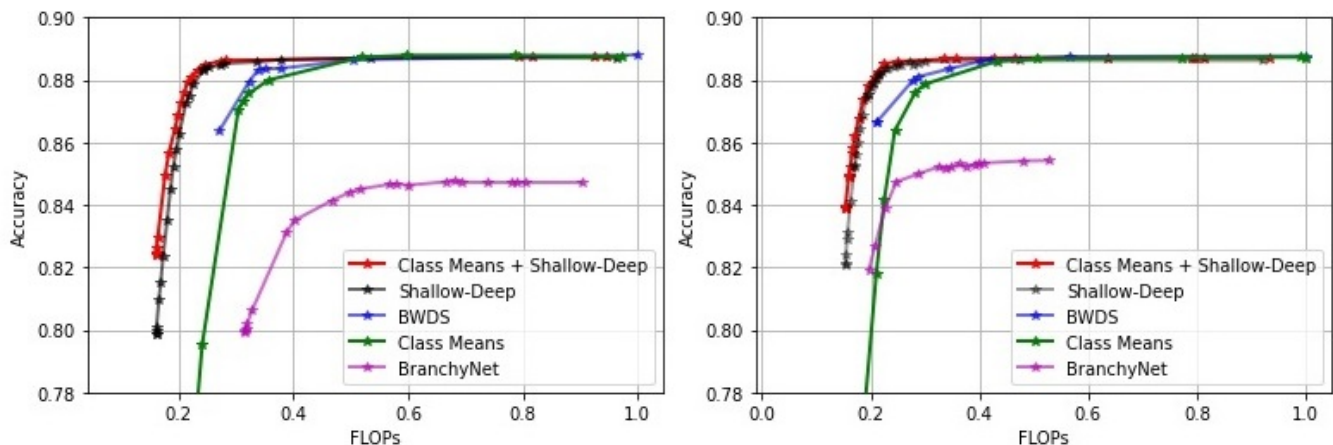 0.90
0.88
0.86
0.84
0.82
0.80
0.78
Accuracy
0.2
0.4
0.6
0.8
1.0
FLOPs
Class Means + Shallow-Deep
Shallow-Deep
BWDS
Class Means
BranchyNet
0.90
0.88
0.86
0.84
0.82
0.80
0.78
Accuracy
0.0
0.2
0.4
0.6
0.8
1.0
FLOPs
Class Means + Shallow-Deep
Shallow-Deep
BWDS
Class Means
BranchyNet